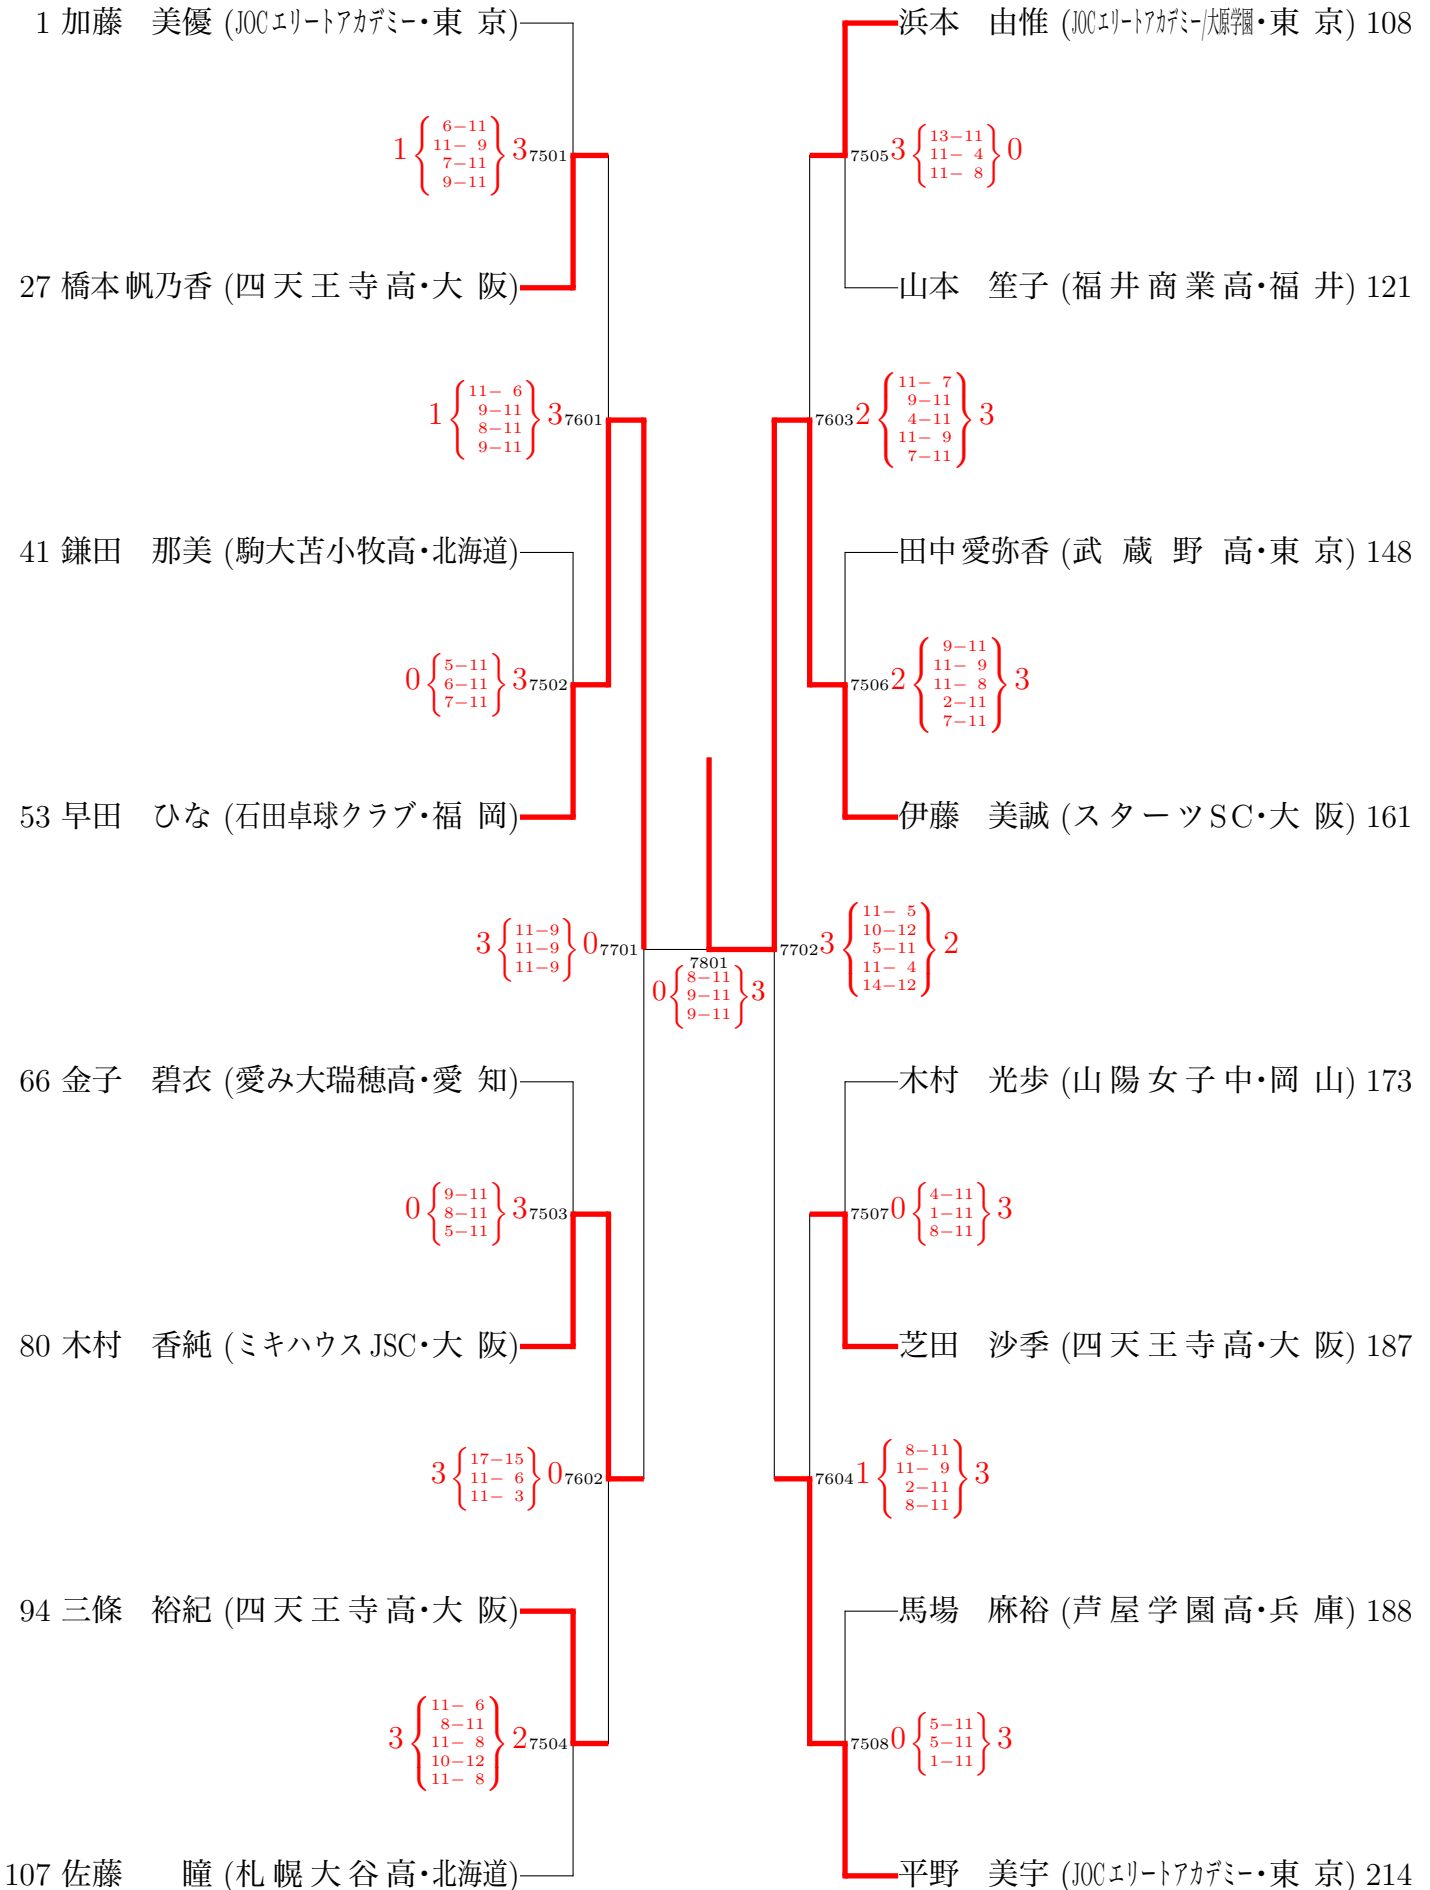 1 加藤　美優 (JOCエリートアカデミー・東 京)
浜本　由惟 (JOCエリートアカデミー/大原学園・東 京) 108
1 { 6−11 11− 9 7−11 9−11 } 3 7501
7505 3 { 13−11 11− 4 11− 8 } 0
27 橋本帆乃香 (四天王寺高・大 阪)
山本　笙子 (福井商業高・福 井) 121
1 { 11− 6 9−11 8−11 9−11 } 3 7601
7603 2 { 11− 7 9−11 4−11 11− 9 7−11 } 3
41 鎌田　那美 (駒大苫小牧高・北海道)
田中愛弥香 (武蔵野高・東 京) 148
0 { 5−11 6−11 7−11 } 3 7502
7506 2 { 9−11 11− 9 11− 8 2−11 7−11 } 3
53 早田　ひな (石田卓球クラブ・福 岡)
伊藤　美誠 (スターツSC・大 阪) 161
3 { 11−9 11−9 11−9 } 0 7701
7801
0 { 8−11 9−11 9−11 } 3
7702 3 { 11− 5 10−12 5−11 11− 4 14−12 } 2
66 金子　碧衣 (愛み大瑞穂高・愛 知)
木村　光歩 (山陽女子中・岡 山) 173
0 { 9−11 8−11 5−11 } 3 7503
7507 0 { 4−11 1−11 8−11 } 3
80 木村　香純 (ミキハウスJSC・大 阪)
芝田　沙季 (四天王寺高・大 阪) 187
3 { 17−15 11− 6 11− 3 } 0 7602
7604 1 { 8−11 11− 9 2−11 8−11 } 3
94 三條　裕紀 (四天王寺高・大 阪)
馬場　麻裕 (芦屋学園高・兵 庫) 188
3 { 11− 6 8−11 11− 8 10−12 11− 8 } 2 7504
7508 0 { 5−11 5−11 1−11 } 3
107 佐藤　　瞳 (札幌大谷高・北海道)
平野　美宇 (JOCエリートアカデミー・東 京) 214